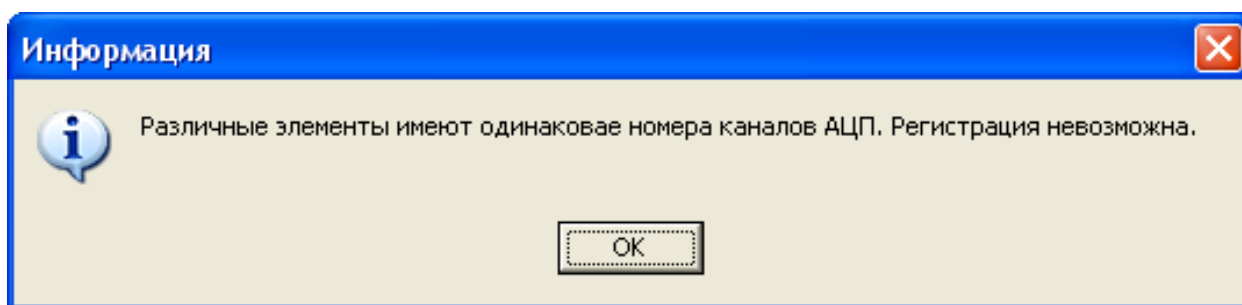 Информация
Различные элементы имеют одинаковае номера каналов АЦП. Регистрация невозможна.
OK